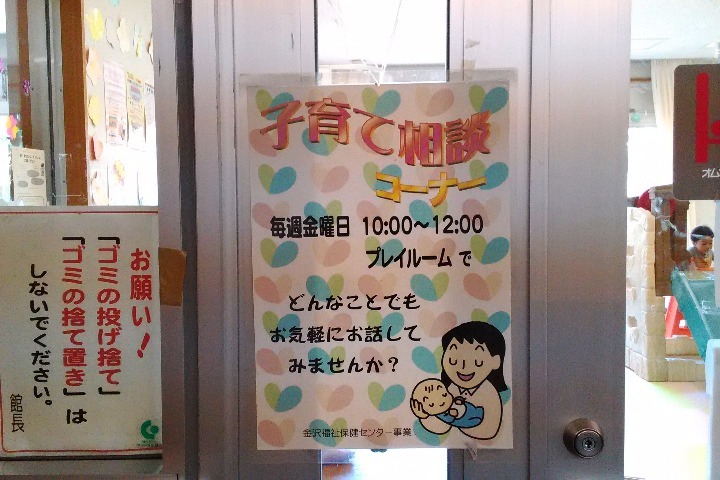 お願い！
「ゴミの投げ捨て」
「ゴミの捨て置き」は
しないでください。
館長
子育て相談
コーナー
毎週金曜日 10:00～12:00
プレイルームで
どんなことでも
お気軽にお話して
みませんか？
金沢福祉保健センター事業
オム